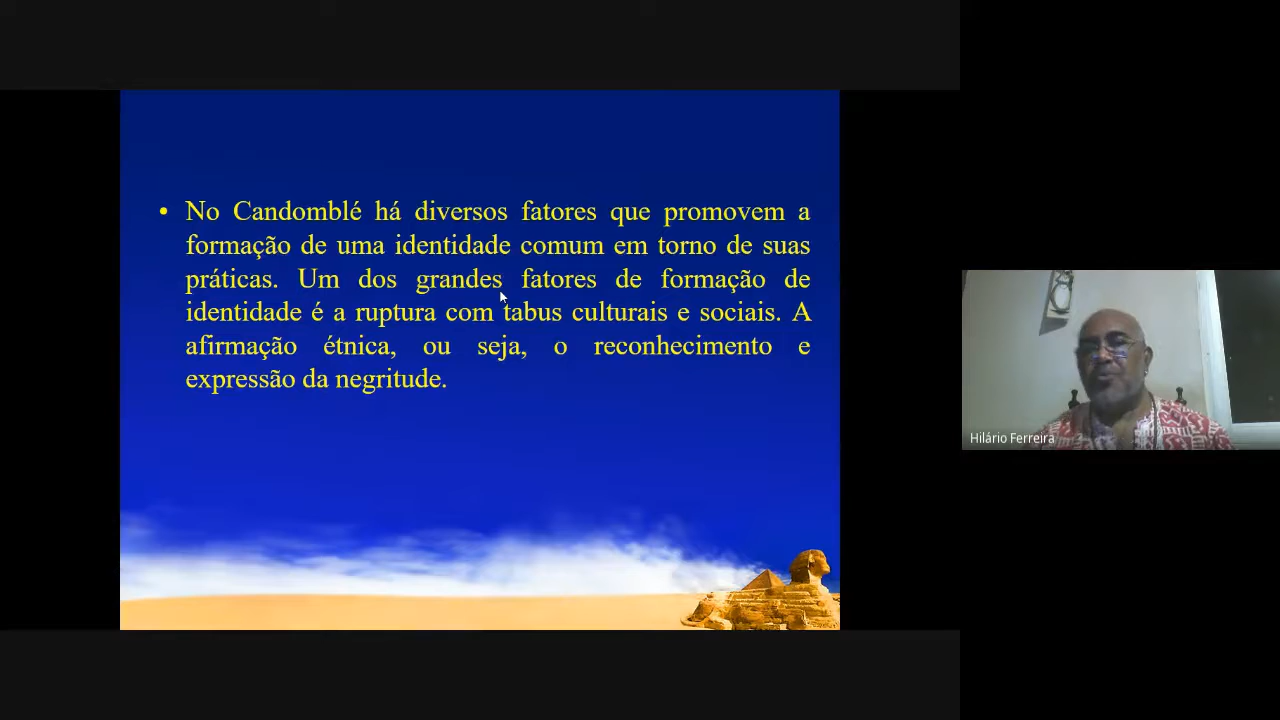 • No Candomblé há diversos fatores que promovem a
formação de uma identidade comum em torno de suas
práticas. Um dos grandes fatores de formação de
identidade é a ruptura com tabus culturais e sociais. A
afirmação étnica, ou seja, o reconhecimento e
expressão da negritude.
Hilário Ferreira